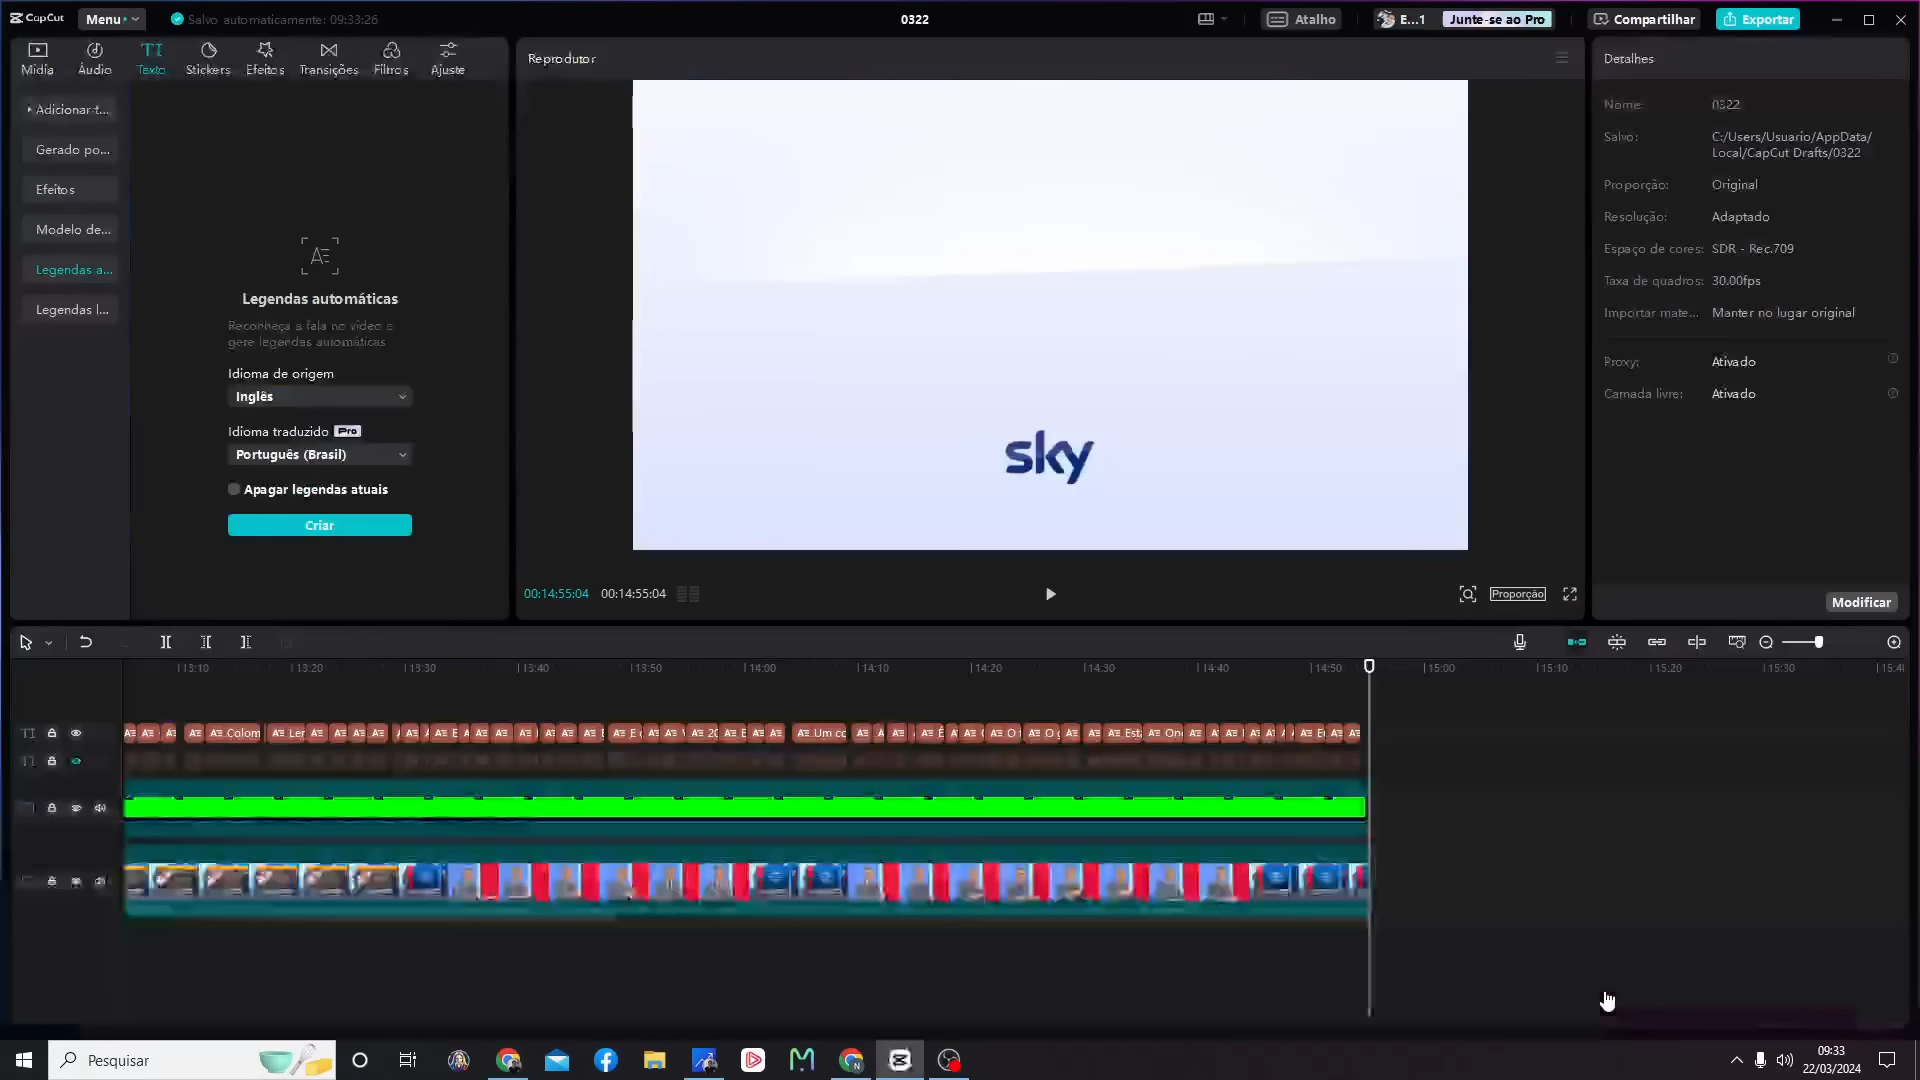 CapCut
Menu
Salvo automaticamente: 09:33:26
0322
Atalho
E...1
Junte-se ao Pro
Compartilhar
Exportar
Mídia
Áudio
Texto
Stickers
Efeitos
Transições
Filtros
Ajuste
Adicionar t...
Gerado po...
Efeitos
Modelo de...
Legendas a...
Legendas l...
Legendas automáticas
Reconheça a fala no vídeo e
gere legendas automáticas
Idioma de origem
Inglês
Idioma traduzido Pro
Português (Brasil)
Apagar legendas atuais
Criar
Reprodutor
sky
00:14:55:04 00:14:55:04
Proporção
Detalhes
Nome: 0322
Salvo: C:/Users/Usuario/AppData/
Local/CapCut Drafts/0322
Proporção: Original
Resolução: Adaptado
Espaço de cores: SDR - Rec.709
Taxa de quadros: 30.00fps
Importar mate... Manter no lugar original
Proxy: Ativado
Camada livre: Ativado
Modificar
13:10 13:20 13:30 13:40 13:50 14:00 14:10 14:20 14:30 14:40 14:50 15:00 15:10 15:20 15:30 15:40
Colom
Ler
Um co
Est
On
Pesquisar
09:33
22/03/2024